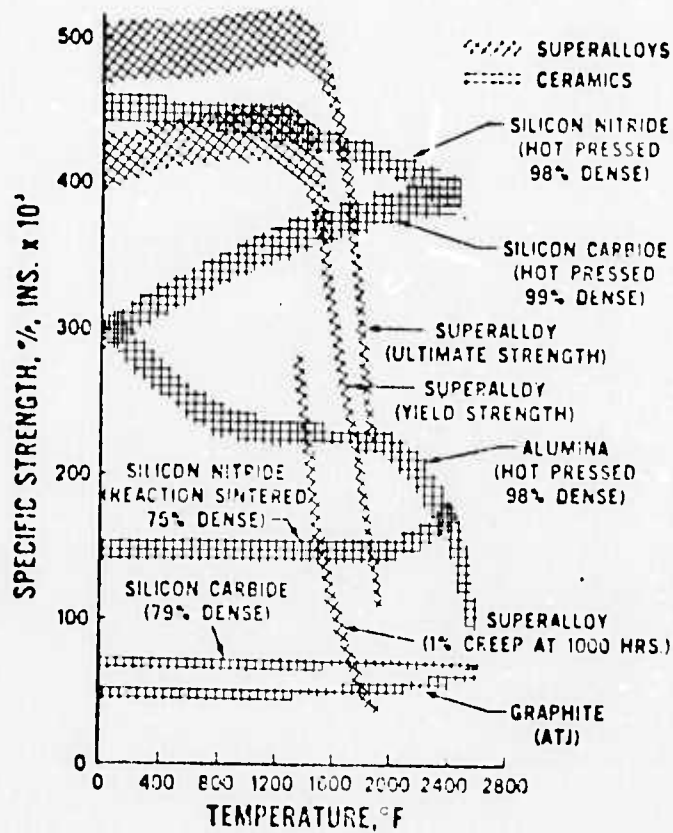 SPECIFIC STRENGTH, σ/ρ, INS. x 10³
500
400
300
200
100
0
SUPERALLOYS
CERAMICS
SILICON NITRIDE
(HOT PRESSED
98% DENSE)
SILICON CARBIDE
(HOT PRESSED
99% DENSE)
SUPERALLOY
(ULTIMATE STRENGTH)
SUPERALLOY
(YIELD STRENGTH)
ALUMINA
(HOT PRESSED
98% DENSE)
SILICON NITRIDE
(REACTION SINTERED
75% DENSE)
SILICON CARBIDE
(79% DENSE)
SUPERALLOY
(1% CREEP AT 1000 HRS.)
GRAPHITE
(ATJ)
0 400 800 1200 1600 2000 2400 2800
TEMPERATURE, °F